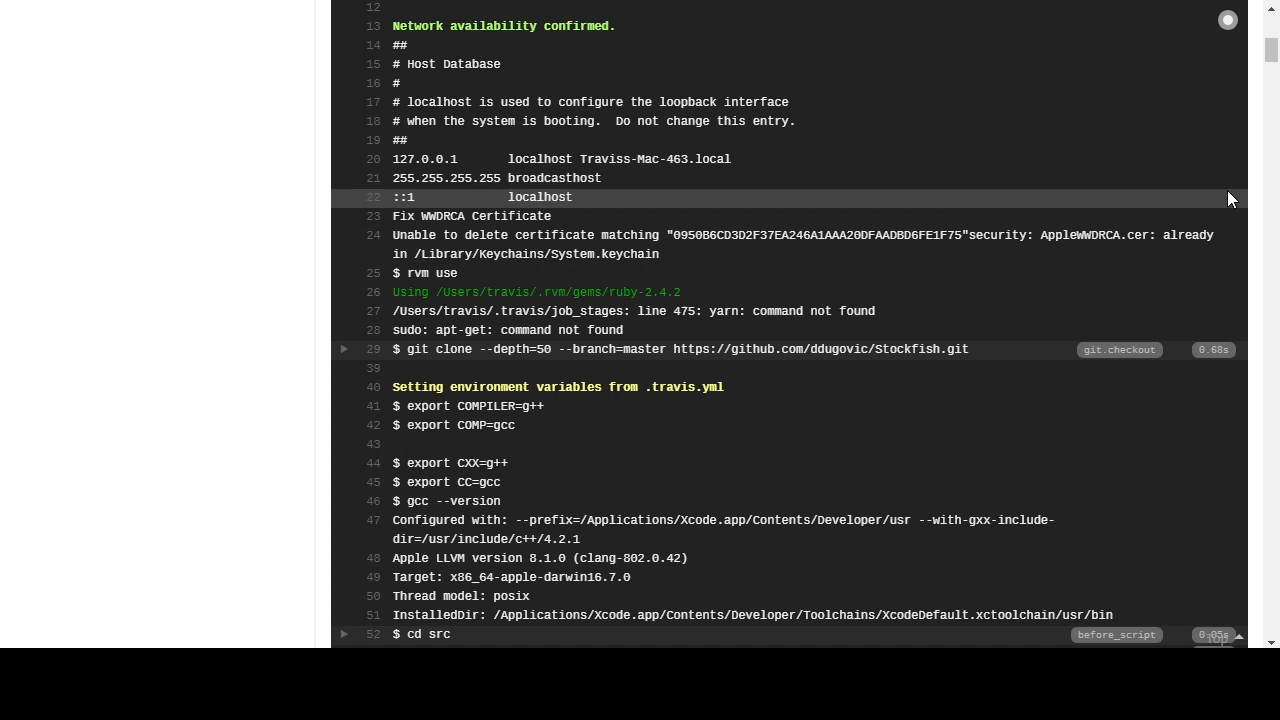 12
13 Network availability confirmed.
14 ##
15 # Host Database
16 #
17 # localhost is used to configure the loopback interface
18 # when the system is booting.  Do not change this entry.
19 ##
20 127.0.0.1       localhost Traviss-Mac-463.local
21 255.255.255.255 broadcasthost
22 ::1             localhost
23 Fix WWDRCA Certificate
24 Unable to delete certificate matching "0950B6CD3D2F37EA246A1AAA20DFAADBD6FE1F75"security: AppleWWDRCA.cer: already
in /Library/Keychains/System.keychain
25 $ rvm use
26 Using /Users/travis/.rvm/gems/ruby-2.4.2
27 /Users/travis/.travis/job_stages: line 475: yarn: command not found
28 sudo: apt-get: command not found
29 $ git clone --depth=50 --branch=master https://github.com/ddugovic/Stockfish.git git.checkout 0.68s
39
40 Setting environment variables from .travis.yml
41 $ export COMPILER=g++
42 $ export COMP=gcc
43
44 $ export CXX=g++
45 $ export CC=gcc
46 $ gcc --version
47 Configured with: --prefix=/Applications/Xcode.app/Contents/Developer/usr --with-gxx-include-
dir=/usr/include/c++/4.2.1
48 Apple LLVM version 8.1.0 (clang-802.0.42)
49 Target: x86_64-apple-darwin16.7.0
50 Thread model: posix
51 InstalledDir: /Applications/Xcode.app/Contents/Developer/Toolchains/XcodeDefault.xctoolchain/usr/bin
52 $ cd src before_script 0.05s
Top